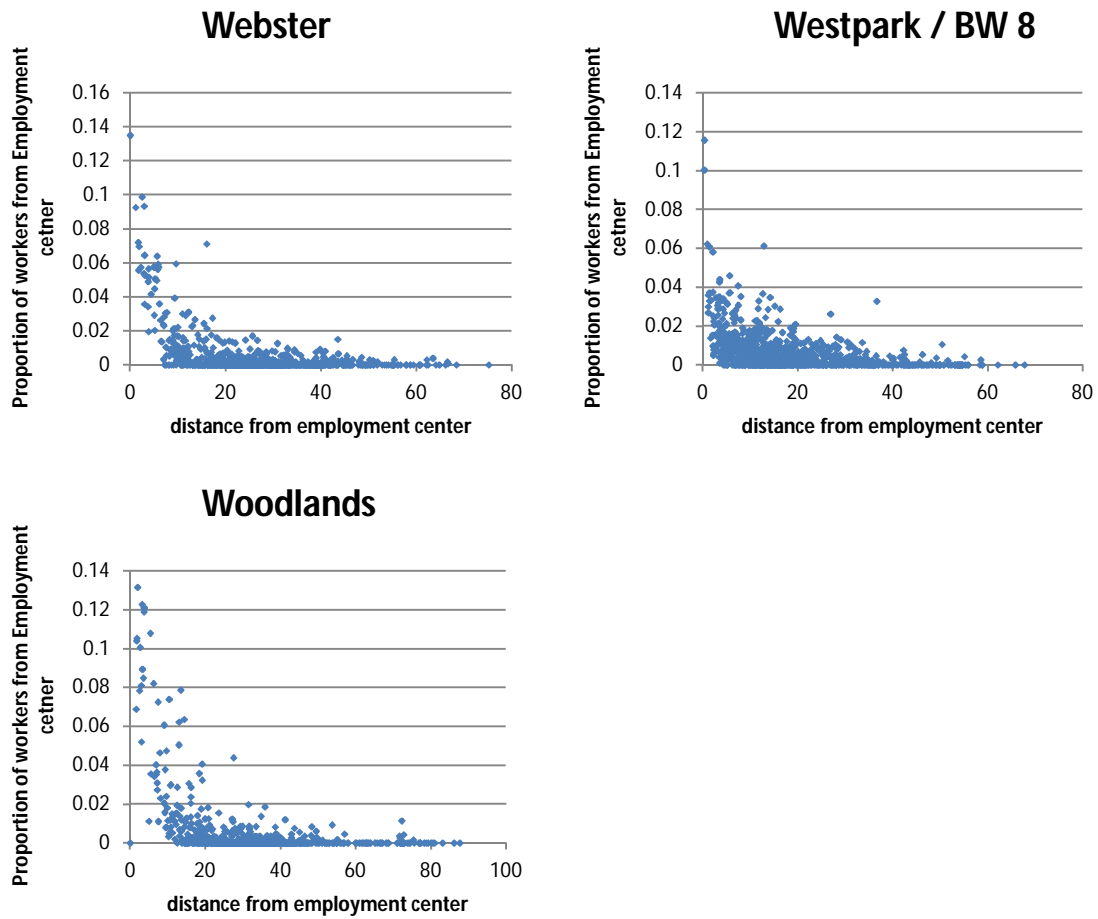 Webster
Proportion of workers from Employment
cetner
0.16
0.14
0.12
0.1
0.08
0.06
0.04
0.02
0
0 20 40 60 80
distance from employment center
Westpark / BW 8
Proportion of workers from Employment
cetner
0.14
0.12
0.1
0.08
0.06
0.04
0.02
0
0 20 40 60 80
distance from employment center
Woodlands
Proportion of workers from Employment
cetner
0.14
0.12
0.1
0.08
0.06
0.04
0.02
0
0 20 40 60 80 100
distance from employment center